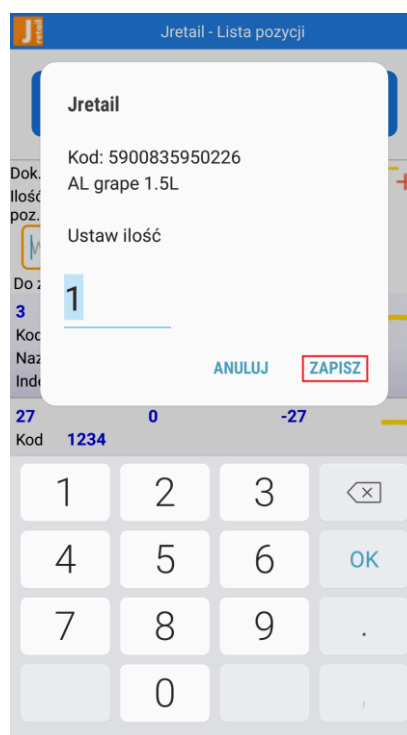 J
retail
Jretail - Lista pozycji
Jretail
Kod: 5900835950226
AL grape 1.5L
Ustaw ilość
1
ANULUJ ZAPISZ
Dok.
Ilość
poz.
Do
3
Kod
Naz
Inde
27 0 -27
Kod 1234
1 2 3
4 5 6 OK
7 8 9 .
0 ,